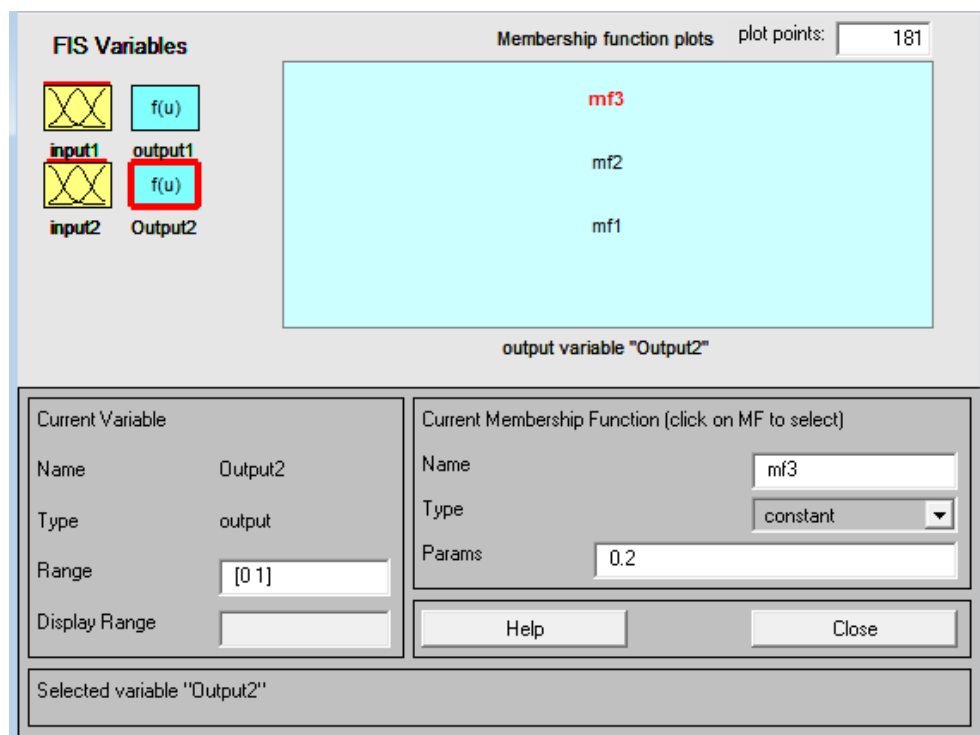 FIS Variables
Membership function plots
plot points:
181
f(u)
input1
output1
f(u)
input2
Output2
mf3
mf2
mf1
output variable "Output2"
Current Variable
Name
Output2
Type
output
Range
[0 1]
Display Range
Current Membership Function (click on MF to select)
Name
mf3
Type
constant
Params
0.2
Help
Close
Selected variable "Output2"